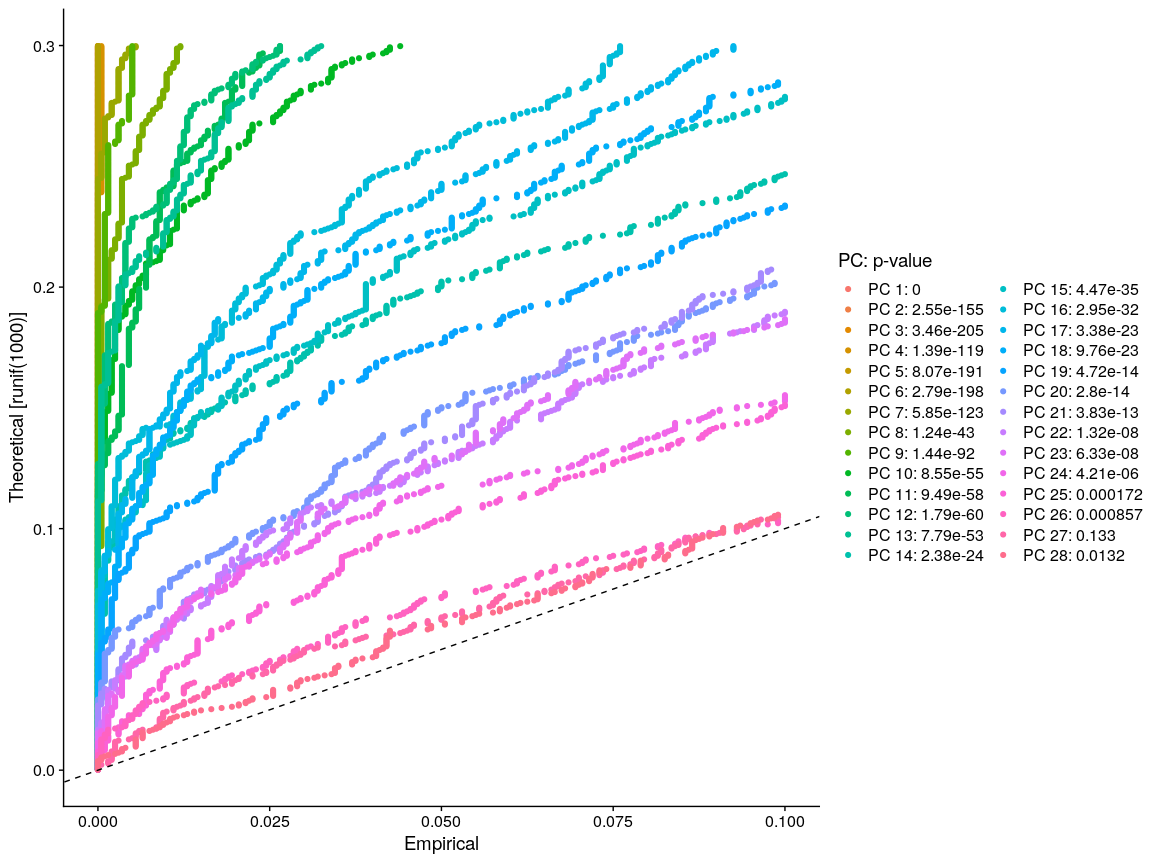 0.3
0.2
0.1
0.0
Theoretical [runif(1000)]
0.000
0.025
0.050
0.075
0.100
Empirical
PC: p-value
PC 1: 0
PC 2: 2.55e-155
PC 3: 3.46e-205
PC 4: 1.39e-119
PC 5: 8.07e-191
PC 6: 2.79e-198
PC 7: 5.85e-123
PC 8: 1.24e-43
PC 9: 1.44e-92
PC 10: 8.55e-55
PC 11: 9.49e-58
PC 12: 1.79e-60
PC 13: 7.79e-53
PC 14: 2.38e-24
PC 15: 4.47e-35
PC 16: 2.95e-32
PC 17: 3.38e-23
PC 18: 9.76e-23
PC 19: 4.72e-14
PC 20: 2.8e-14
PC 21: 3.83e-13
PC 22: 1.32e-08
PC 23: 6.33e-08
PC 24: 4.21e-06
PC 25: 0.000172
PC 26: 0.000857
PC 27: 0.133
PC 28: 0.0132